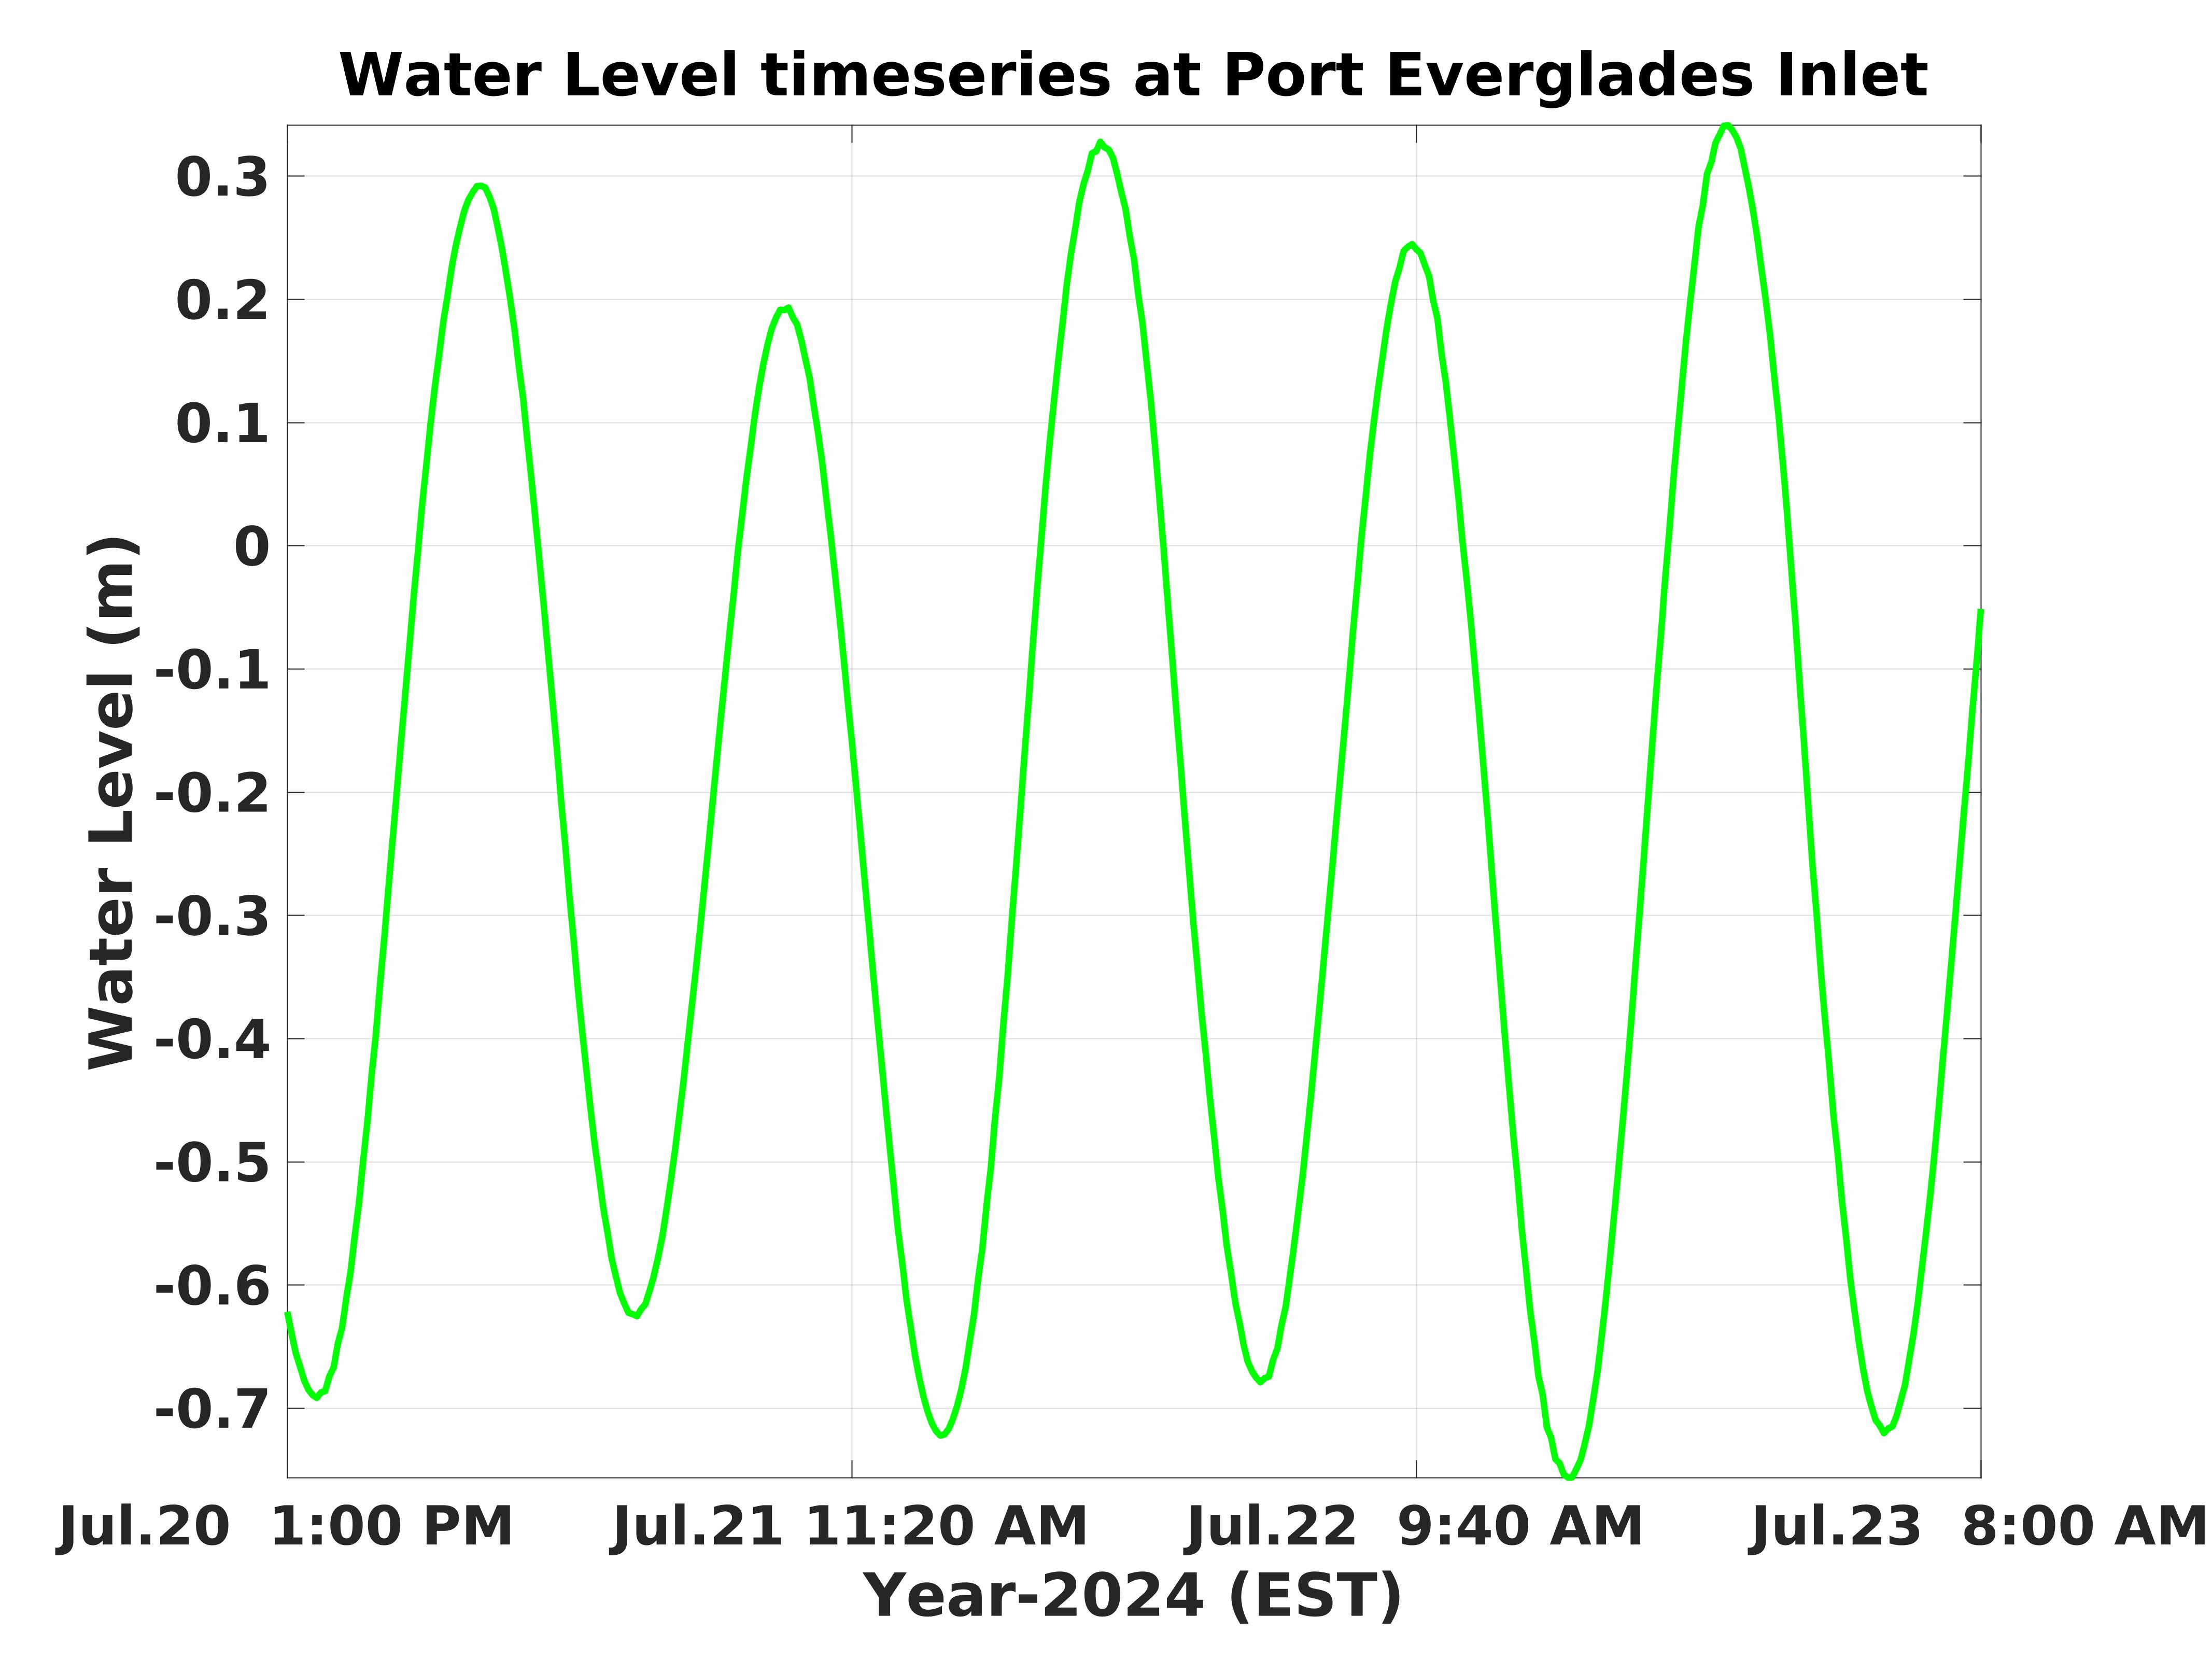 Water Level timeseries at Port Everglades Inlet
Water Level (m)
0.3
0.2
0.1
0
-0.1
-0.2
-0.3
-0.4
-0.5
-0.6
-0.7
Jul.20 1:00 PM
Jul.21 11:20 AM
Jul.22 9:40 AM
Jul.23 8:00 AM
Year-2024 (EST)